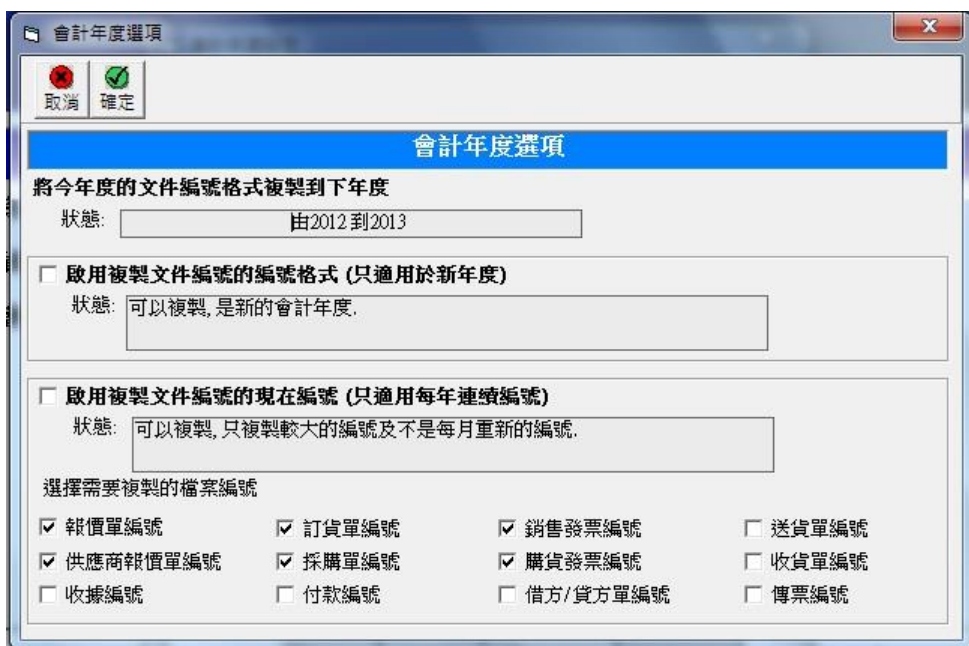 會計年度選項
取消 確定
會計年度選項
將今年度的文件編號格式複製到下年度
狀態: 由2012到2013
啟用複製文件編號的編號格式 (只適用於新年度)
狀態: 可以複製, 是新的會計年度.
啟用複製文件編號的現在編號 (只適用每年連續編號)
狀態: 可以複製, 只複製較大的編號及不是每月重新的編號.
選擇需要複製的檔案編號
報價單編號 訂貨單編號 銷售發票編號 送貨單編號
供應商報價單編號 採購單編號 購貨發票編號 收貨單編號
收據編號 付款編號 借方/貸方單編號 傳票編號